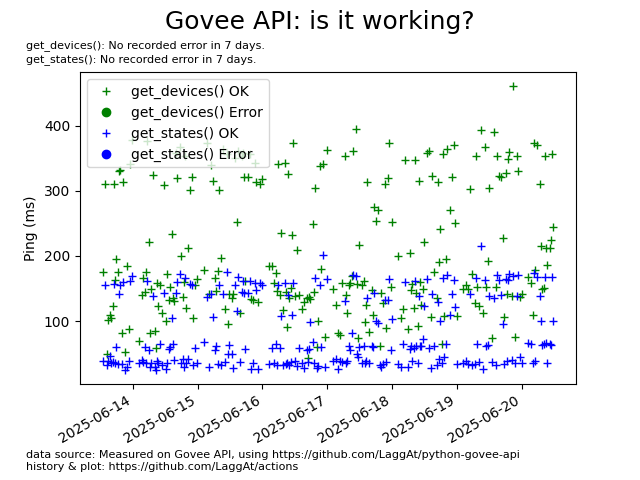 Govee API: is it working?
get_devices(): No recorded error in 7 days.
get_states(): No recorded error in 7 days.
get_devices() OK
get_devices() Error
get_states() OK
get_states() Error
Ping (ms)
400
300
200
100
2025-06-14
2025-06-15
2025-06-16
2025-06-17
2025-06-18
2025-06-19
2025-06-20
data source: Measured on Govee API, using https://github.com/LaggAt/python-govee-api
history & plot: https://github.com/LaggAt/actions